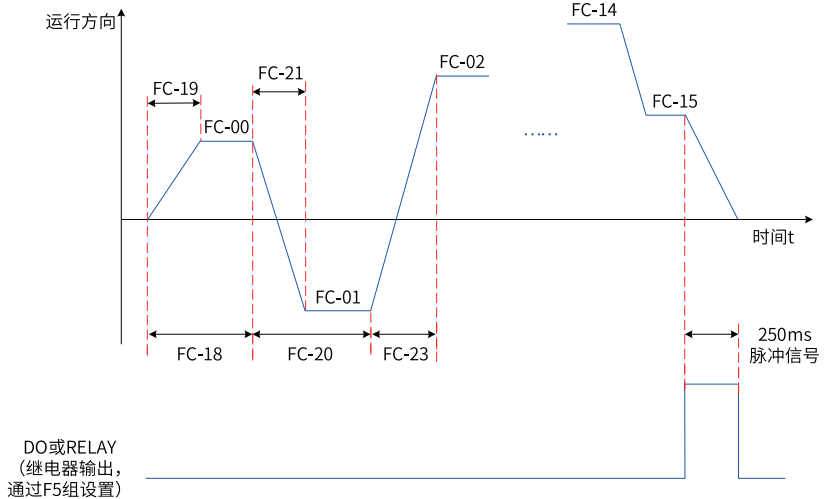 FC-14
运行方向
FC-02
FC-21
FC-19
FC-15
FC-00
……
时间t
FC-01
250ms
脉冲信号
FC-18
FC-20
FC-23
DO或RELAY
（继电器输出，
通过F5组设置）